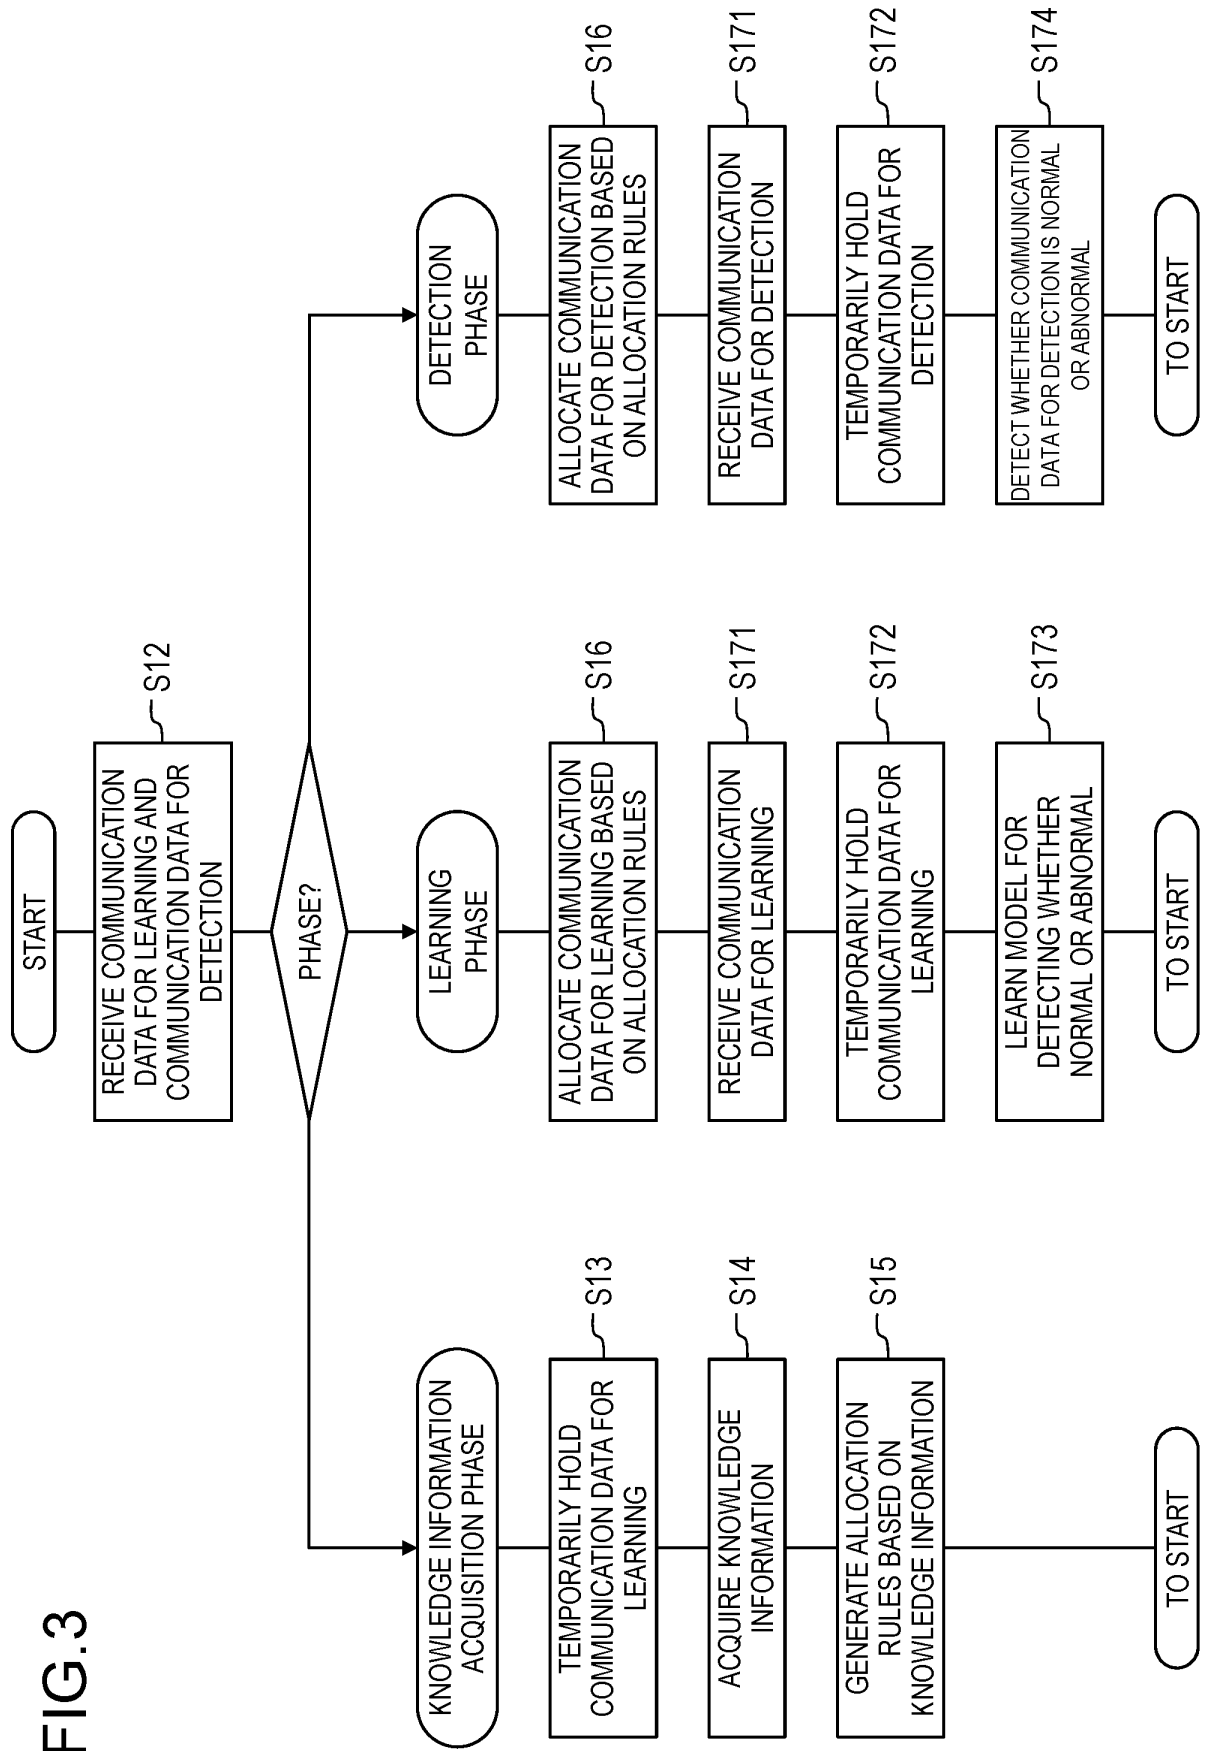 FIG.3
START
RECEIVE COMMUNICATION
DATA FOR LEARNING AND
COMMUNICATION DATA FOR
DETECTION
S12
PHASE?
KNOWLEDGE INFORMATION
ACQUISITION PHASE
TEMPORARILY HOLD
COMMUNICATION DATA FOR
LEARNING
S13
ACQUIRE KNOWLEDGE
INFORMATION
S14
GENERATE ALLOCATION
RULES BASED ON
KNOWLEDGE INFORMATION
S15
TO START
LEARNING
PHASE
ALLOCATE COMMUNICATION
DATA FOR LEARNING BASED
ON ALLOCATION RULES
S16
RECEIVE COMMUNICATION
DATA FOR LEARNING
S171
TEMPORARILY HOLD
COMMUNICATION DATA FOR
LEARNING
S172
LEARN MODEL FOR
DETECTING WHETHER
NORMAL OR ABNORMAL
S173
TO START
DETECTION
PHASE
ALLOCATE COMMUNICATION
DATA FOR DETECTION BASED
ON ALLOCATION RULES
S16
RECEIVE COMMUNICATION
DATA FOR DETECTION
S171
TEMPORARILY HOLD
COMMUNICATION DATA FOR
DETECTION
S172
DETECT WHETHER COMMUNICATION
DATA FOR DETECTION IS NORMAL
OR ABNORMAL
S174
TO START